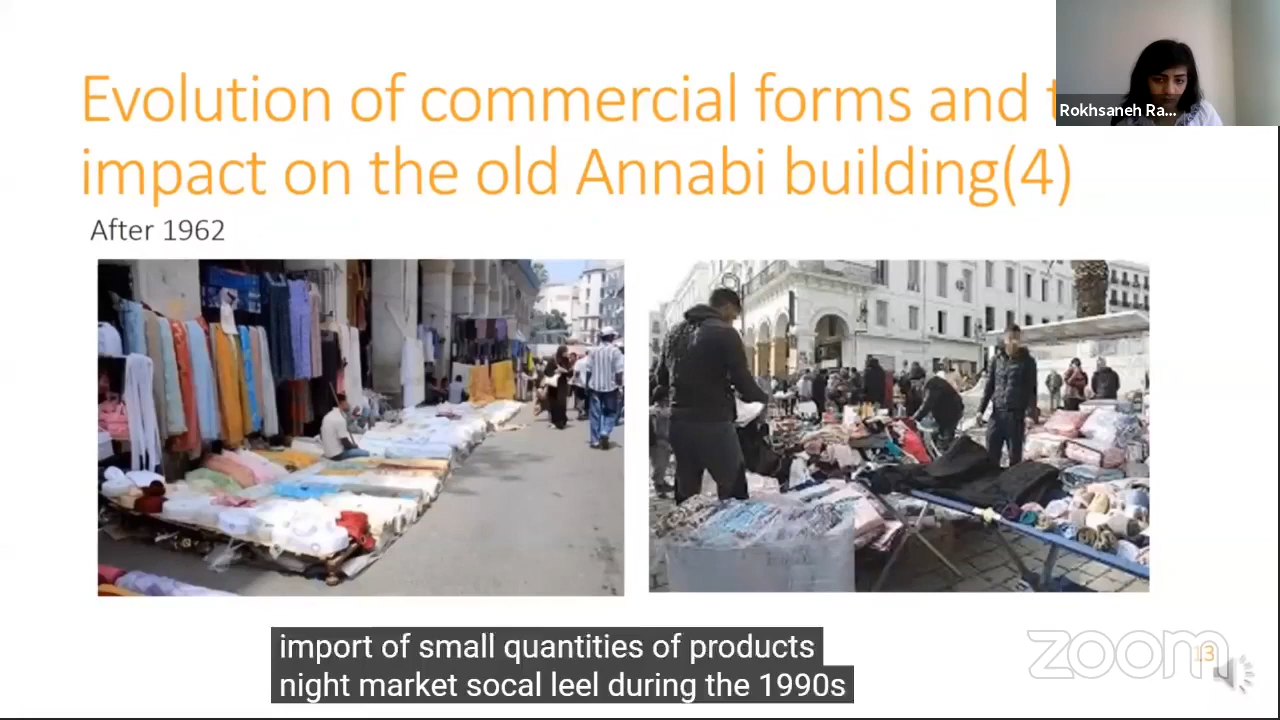 Evolution of commercial forms and t
Rokhsaneh Ra...
impact on the old Annabi building(4)
After 1962
import of small quantities of products
night market socal leel during the 1990s
zoom
13